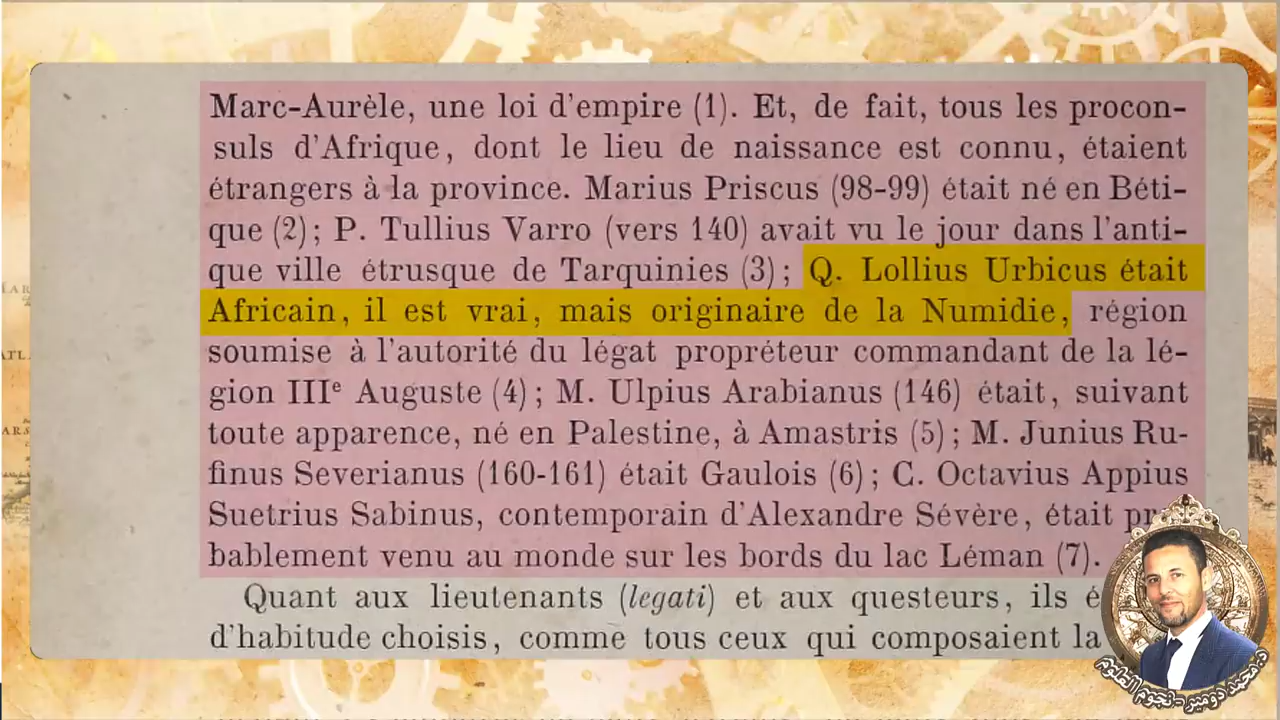 Marc-Aurèle, une loi d'empire (1). Et, de fait, tous les procon-
suls d'Afrique, dont le lieu de naissance est connu, étaient
étrangers à la province. Marius Priscus (98-99) était né en Béti-
que (2); P. Tullius Varro (vers 140) avait vu le jour dans l'anti-
que ville étrusque de Tarquinies (3); Q. Lollius Urbicus était
Africain, il est vrai, mais originaire de la Numidie, région
soumise à l'autorité du légat propréteur commandant de la lé-
gion IIIe Auguste (4); M. Ulpius Arabianus (146) était, suivant
toute apparence, né en Palestine, à Amastris (5); M. Junius Ru-
finus Severianus (160-161) était Gaulois (6); C. Octavius Appius
Suetrius Sabinus, contemporain d'Alexandre Sévère, était
bablement venu au monde sur les bords du lac Léman (7).
Quant aux lieutenants (legati) et aux questeurs, ils
d'habitude choisis, comme tous ceux qui composaient la
د. محمد دومير - نجوم العلوم